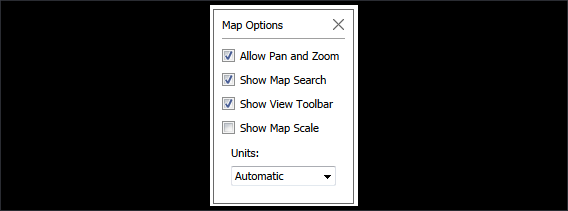 Map Options
Allow Pan and Zoom
Show Map Search
Show View Toolbar
Show Map Scale
Units:
Automatic